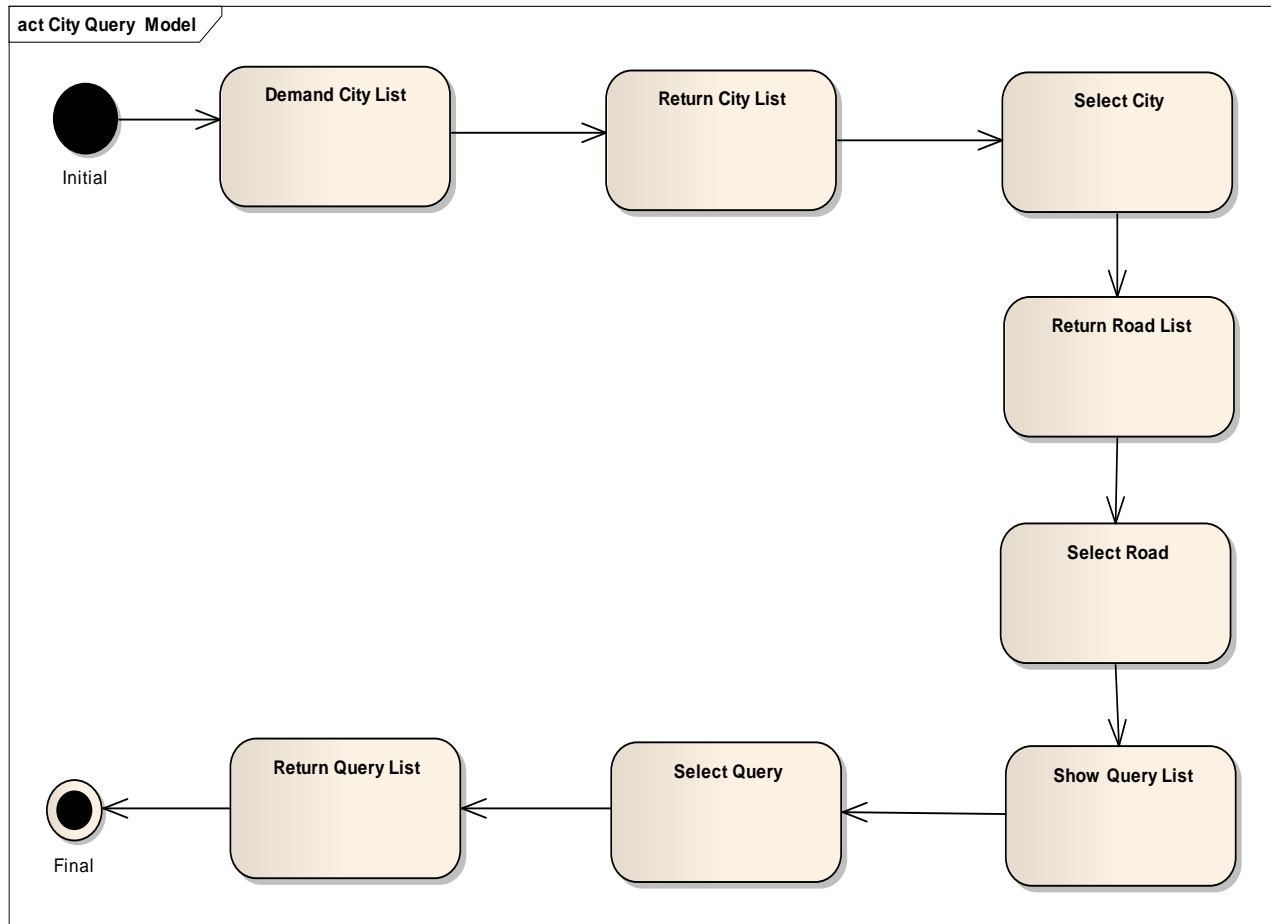 act City Query Model
Demand City List
Return City List
Select City
Initial
Return Road List
Select Road
Return Query List
Select Query
Show Query List
Final